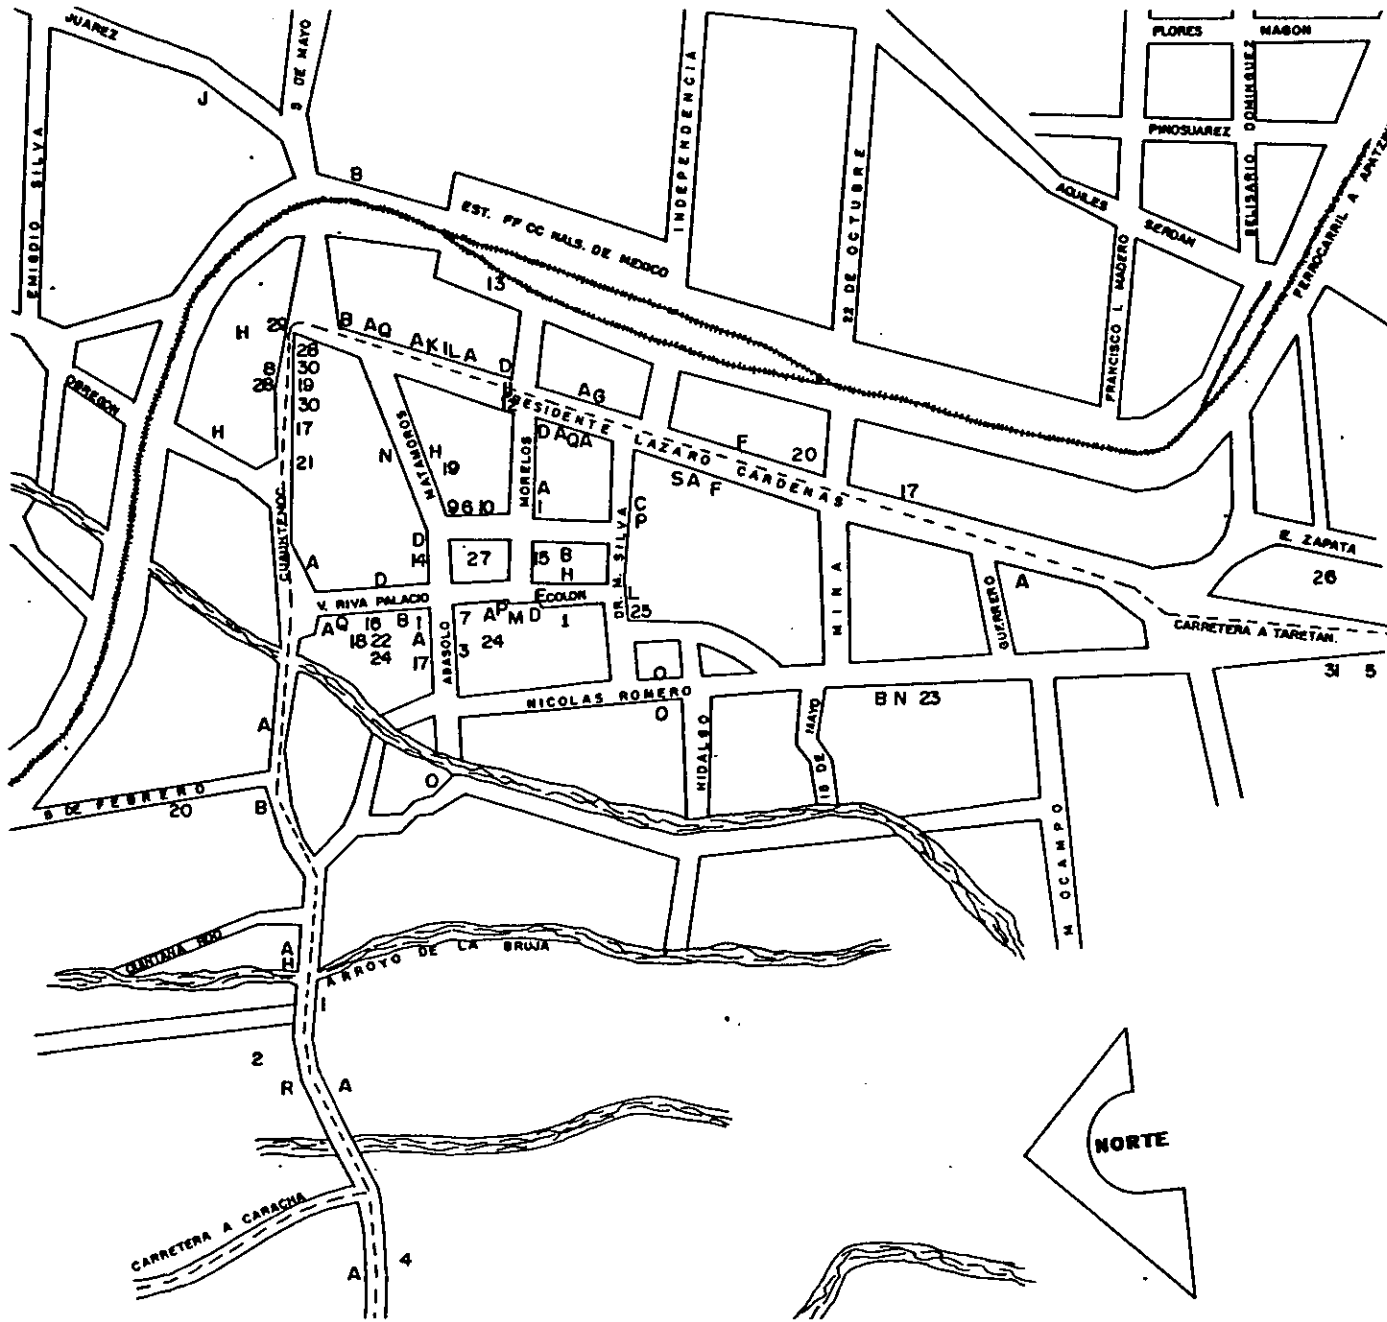 JUAREZ
5 DE MAYO
FLORES MAGON
EMIGDIO SILVA
J
INDEPENDENCIA
BELISARIO DOMINGUEZ
PINOSUAREZ
22 DE OCTUBRE
B
AQUILES SERDAN
EST. FF CC NALS. DE MEXICO
FRANCISCO I. MADERO
FERROCARRIL A
13
H
29
B AQ AKILA D
28
B 30
28 19
30
17
H
21
OBREGON
N
MATAMOROS
H
19
9 6 10
12
AG
PRESIDENTE LAZARO CARDENAS
D AQA
MORELOS
A
1
F
20
SA F
17
C
P
DR. M. SILVA
CUAUHTEMOC
A
D
14
27
15 B
H
MINA
E. ZAPATA
26
D
V. RIVA PALACIO
E COLON
L
25
GUERRERO
A
CARRETERA A TARETAN.
A Q 16 B 1
18 22 A
24 17
ABASOLO
7 A P M D 1
3 24
O
O
NICOLAS ROMERO
B N 23
31 5
HIDALGO
18 DE MAYO
A
O
5 DE FEBRERO
20
B
M OCAMPO
QUINTANA ROO
A
H
ARROYO DE LA BRUJA
1
2
R A
NORTE
CARRETERA A CARACHA
A 4